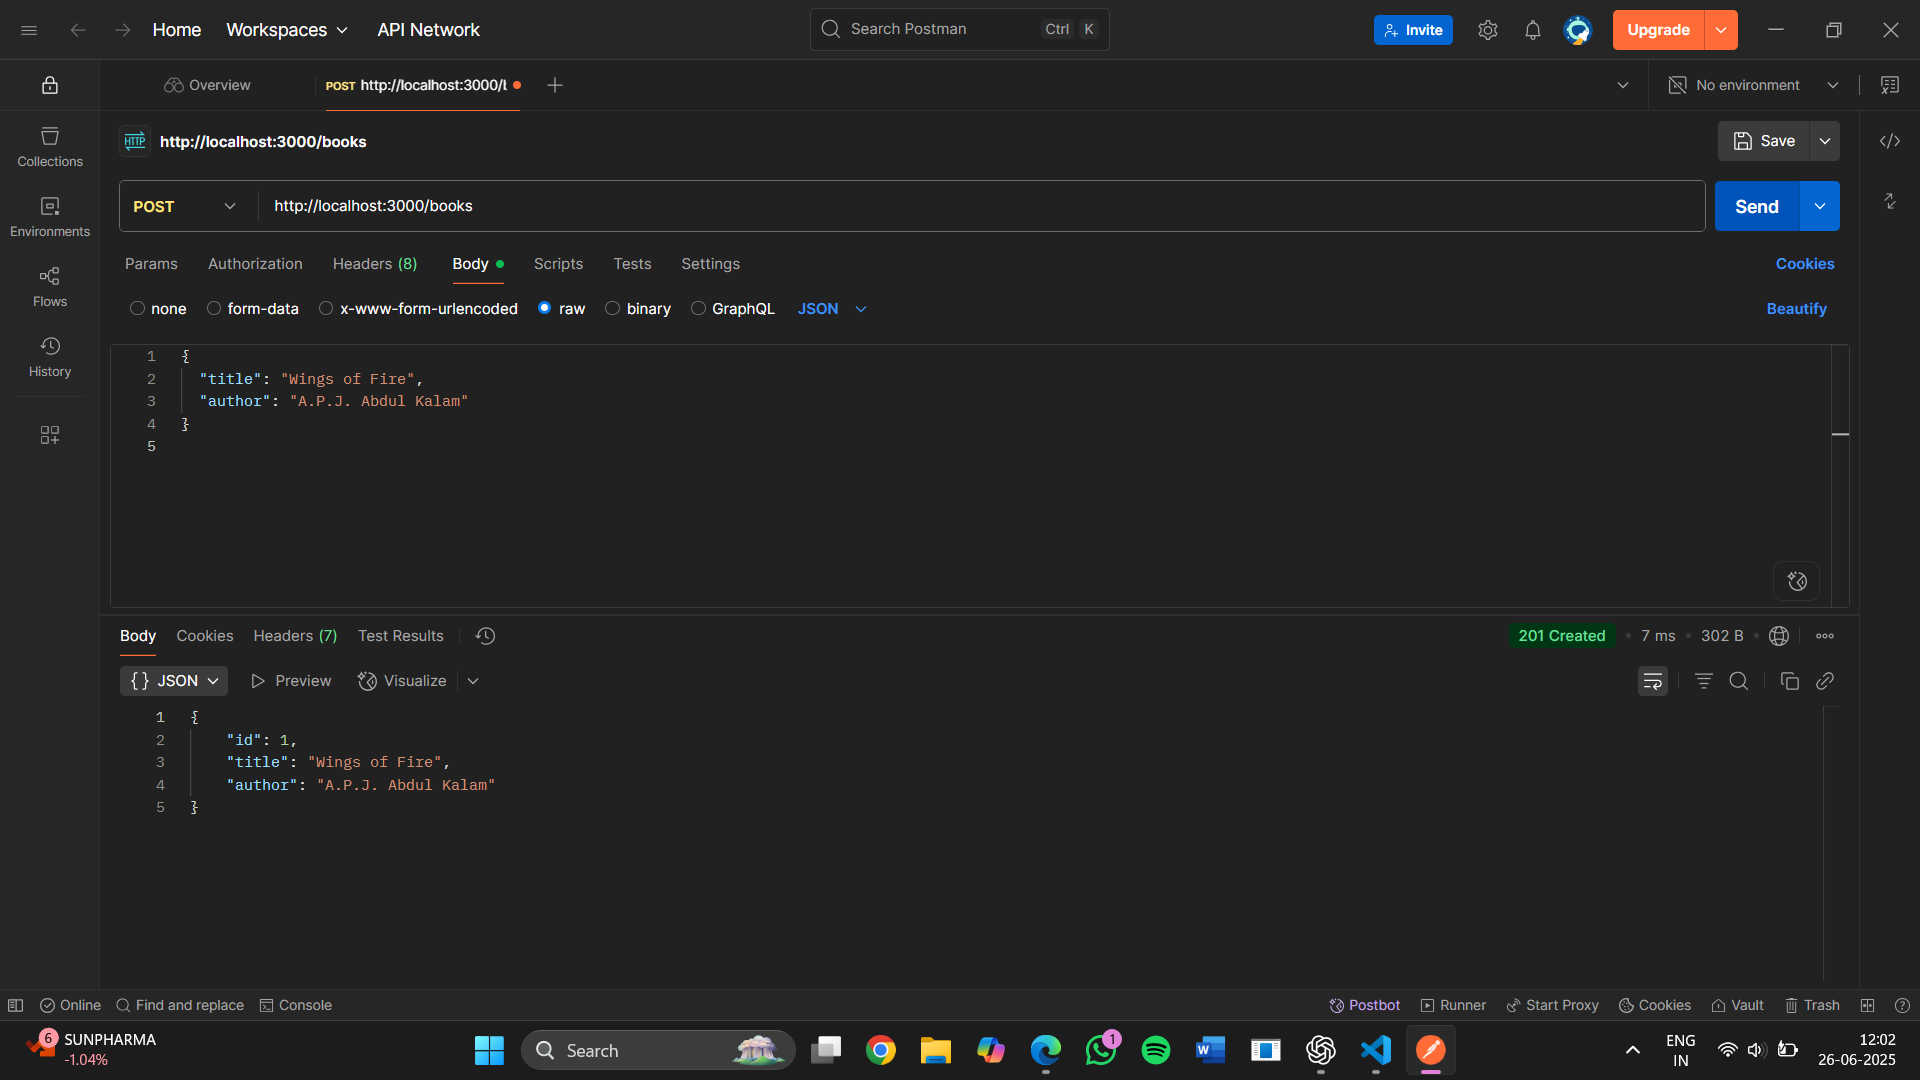 Home Workspaces API Network Search Postman Ctrl K Invite Upgrade
Overview POST http://localhost:3000/b No environment
HTTP http://localhost:3000/books Save
Collections
Environments
Flows
History
POST http://localhost:3000/books Send
Params Authorization Headers (8) Body Scripts Tests Settings Cookies
none form-data x-www-form-urlencoded raw binary GraphQL JSON Beautify
1 {
2 "title": "Wings of Fire",
3 "author": "A.P.J. Abdul Kalam"
4 }
5
Body Cookies Headers (7) Test Results 201 Created • 7 ms • 302 B
{} JSON Preview Visualize
1 {
2 "id": 1,
3 "title": "Wings of Fire",
4 "author": "A.P.J. Abdul Kalam"
5 }
Online Find and replace Console Postbot Runner Start Proxy Cookies Vault Trash
6 SUNPHARMA
-1.04%
Search
1
ENG
IN
12:02
26-06-2025